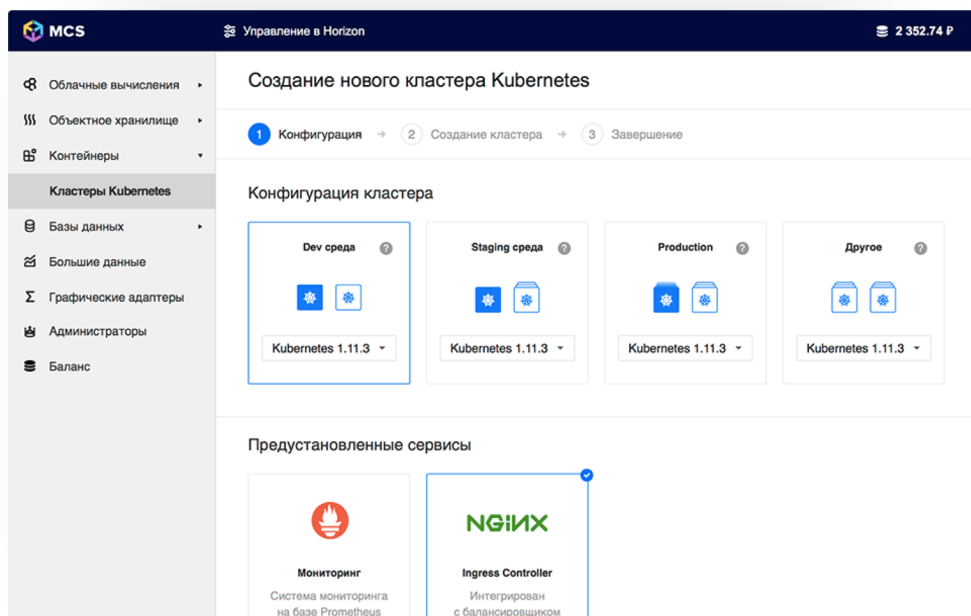 MCS
Управление в Horizon
2 352.74 ₽
Облачные вычисления
Объектное хранилище
Контейнеры
Кластеры Kubernetes
Базы данных
Большие данные
Графические адаптеры
Администраторы
Баланс
Создание нового кластера Kubernetes
1 Конфигурация → 2 Создание кластера → 3 Завершение
Конфигурация кластера
Dev среда ?
Kubernetes 1.11.3
Staging среда ?
Kubernetes 1.11.3
Production ?
Kubernetes 1.11.3
Другое ?
Kubernetes 1.11.3
Предустановленные сервисы
Мониторинг
Система мониторинга
на базе Prometheus
NGINX
Ingress Controller
Интегрирован
с балансировщиком